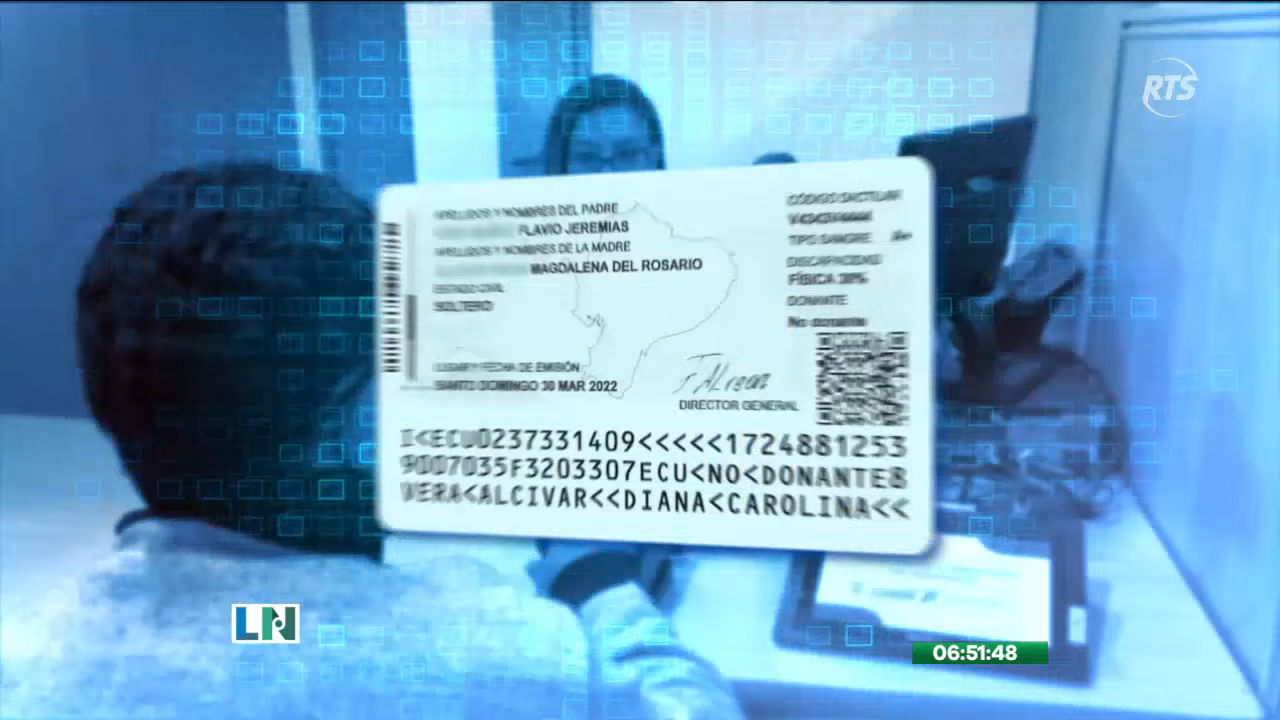 RTS
APELLIDOS Y NOMBRES DEL PADRE
FLAVIO JEREMIAS
APELLIDOS Y NOMBRES DE LA MADRE
MAGDALENA DEL ROSARIO
ESTADO CIVIL
SOLTERO
LUGAR Y FECHA DE EMISIÓN
SANTO DOMINGO 30 MAR 2022
CÓDIGO DACTILAR
TIPO SANGRE
DISCAPACIDAD
FÍSICA 39%
DONANTE
No donante
DIRECTOR GENERAL
I<ECU0237331409<<<<<1724881253
9007035F3203307ECU<NO<DONANTE8
VERA<ALCIVAR<<DIANA<CAROLINA<<
LN
06:51:48